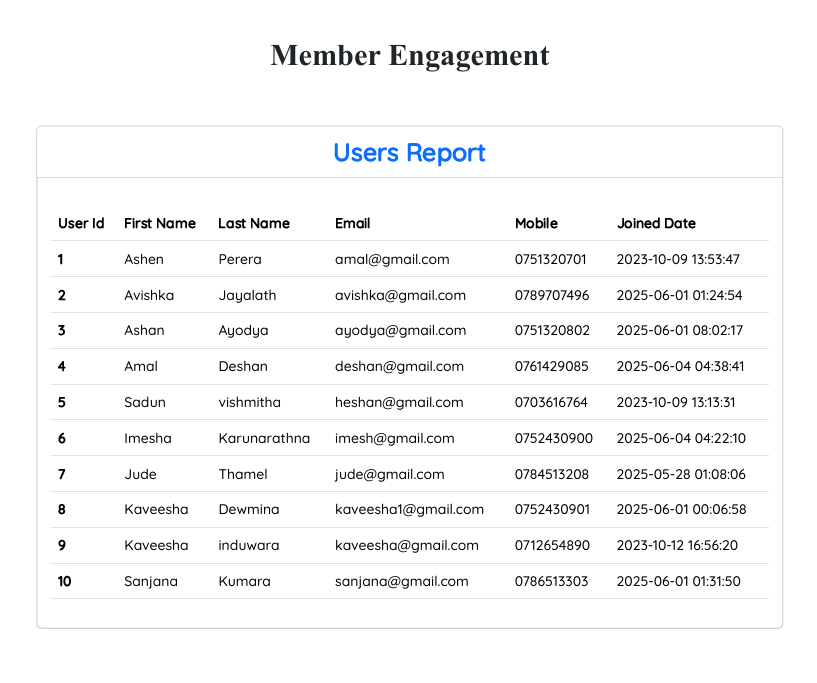 Member Engagement
Users Report
User Id First Name Last Name Email Mobile Joined Date
1 Ashen Perera amal@gmail.com 0751320701 2023-10-09 13:53:47
2 Avishka Jayalath avishka@gmail.com 0789707496 2025-06-01 01:24:54
3 Ashan Ayodya ayodya@gmail.com 0751320802 2025-06-01 08:02:17
4 Amal Deshan deshan@gmail.com 0761429085 2025-06-04 04:38:41
5 Sadun vishmitha heshan@gmail.com 0703616764 2023-10-09 13:13:31
6 Imesha Karunarathna imesh@gmail.com 0752430900 2025-06-04 04:22:10
7 Jude Thamel jude@gmail.com 0784513208 2025-05-28 01:08:06
8 Kaveesha Dewmina kaveesha1@gmail.com 0752430901 2025-06-01 00:06:58
9 Kaveesha induwara kaveesha@gmail.com 0712654890 2023-10-12 16:56:20
10 Sanjana Kumara sanjana@gmail.com 0786513303 2025-06-01 01:31:50